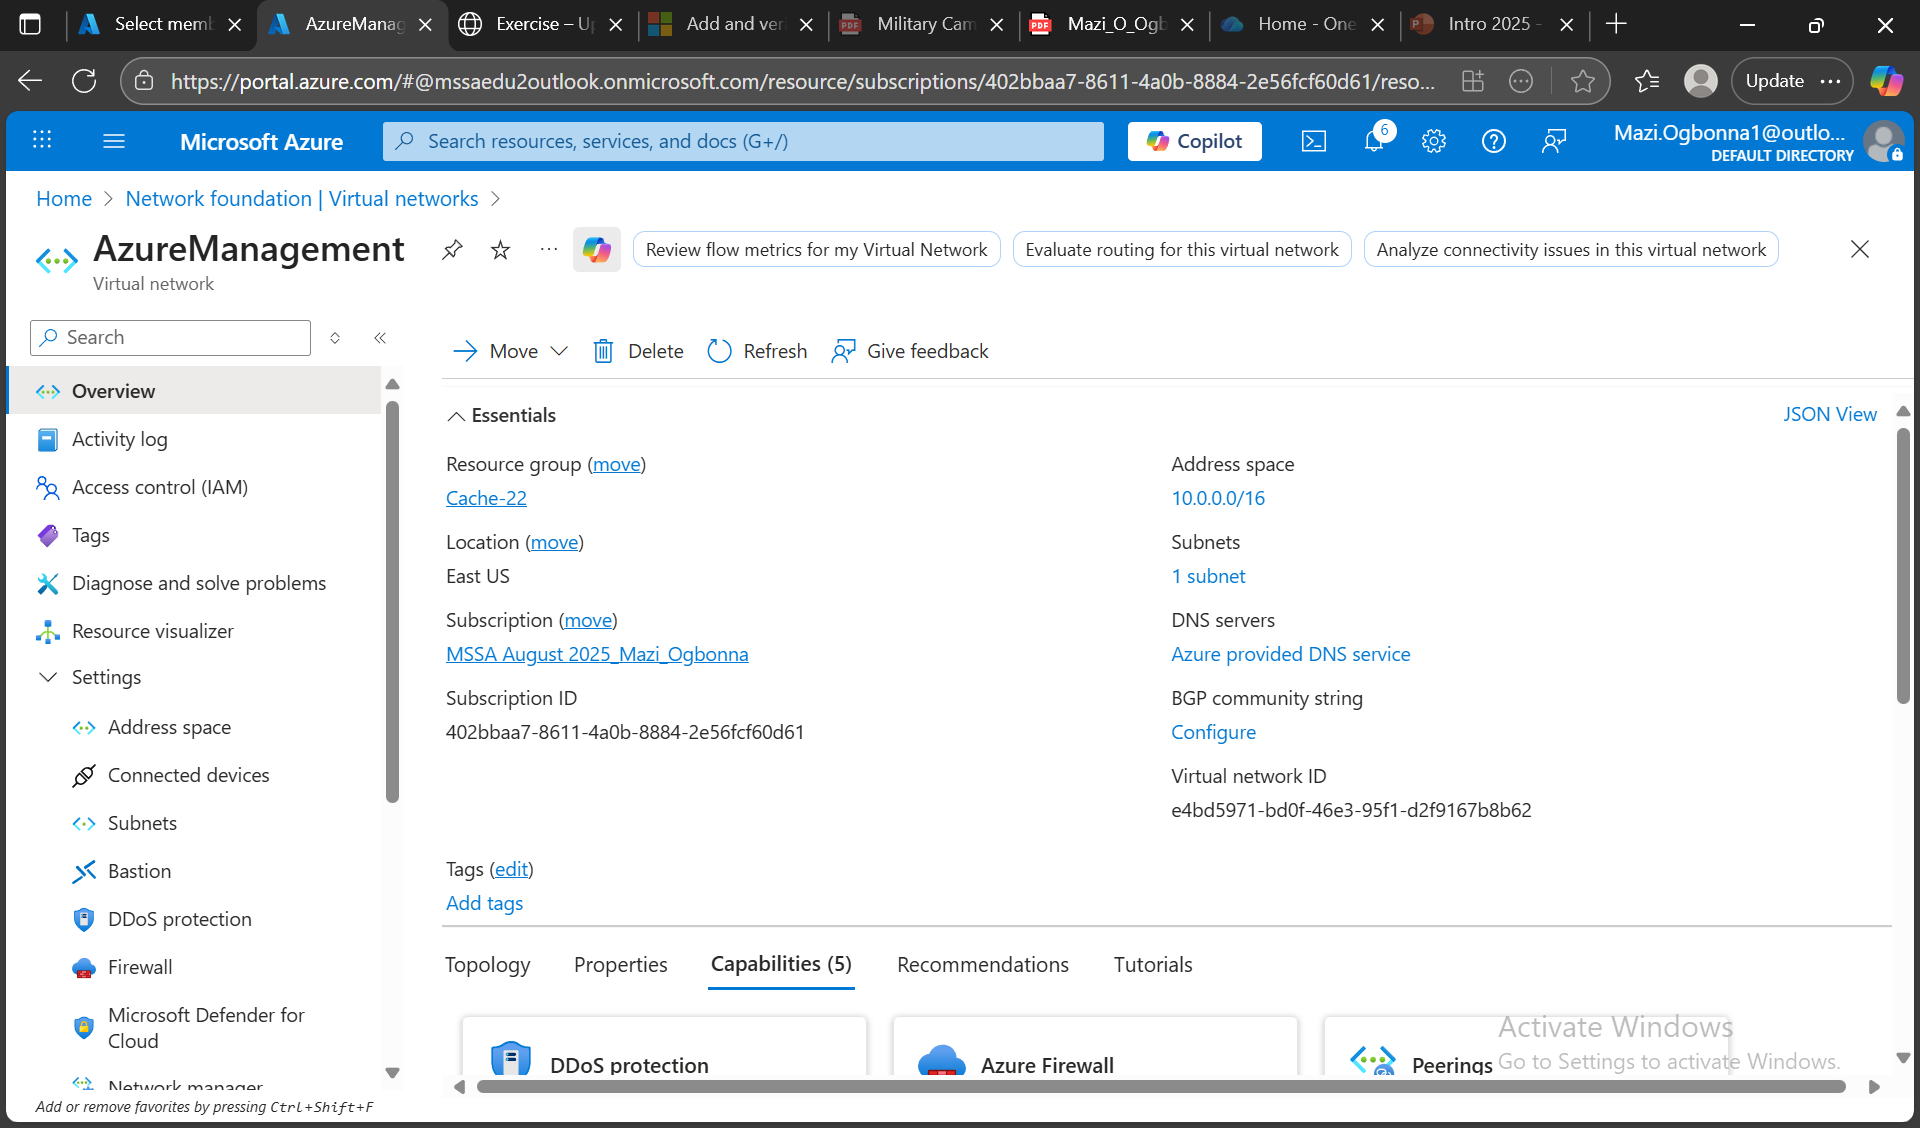 Select memb
AzureManag
Exercise – Up
Add and veri
Military Cam
Mazi_O_Ogb
Home - One
Intro 2025 -
https://portal.azure.com/#@mssaedu2outlook.onmicrosoft.com/resource/subscriptions/402bbaa7-8611-4a0b-8884-2e56fcf60d61/reso...
Update
Microsoft Azure
Search resources, services, and docs (G+/)
Copilot
6
Mazi.Ogbonna1@outlo...
DEFAULT DIRECTORY
Home > Network foundation | Virtual networks >
AzureManagement
Virtual network
Review flow metrics for my Virtual Network
Evaluate routing for this virtual network
Analyze connectivity issues in this virtual network
Search
Overview
Activity log
Access control (IAM)
Tags
Diagnose and solve problems
Resource visualizer
Settings
Address space
Connected devices
Subnets
Bastion
DDoS protection
Firewall
Microsoft Defender for
Cloud
Network manager
Add or remove favorites by pressing Ctrl+Shift+F
Move
Delete
Refresh
Give feedback
Essentials
JSON View
Resource group (move)
Cache-22
Location (move)
East US
Subscription (move)
MSSA August 2025_Mazi_Ogbonna
Subscription ID
402bbaa7-8611-4a0b-8884-2e56fcf60d61
Address space
10.0.0.0/16
Subnets
1 subnet
DNS servers
Azure provided DNS service
BGP community string
Configure
Virtual network ID
e4bd5971-bd0f-46e3-95f1-d2f9167b8b62
Tags (edit)
Add tags
Topology
Properties
Capabilities (5)
Recommendations
Tutorials
DDoS protection
Azure Firewall
Peerings
Activate Windows
Go to Settings to activate Windows.